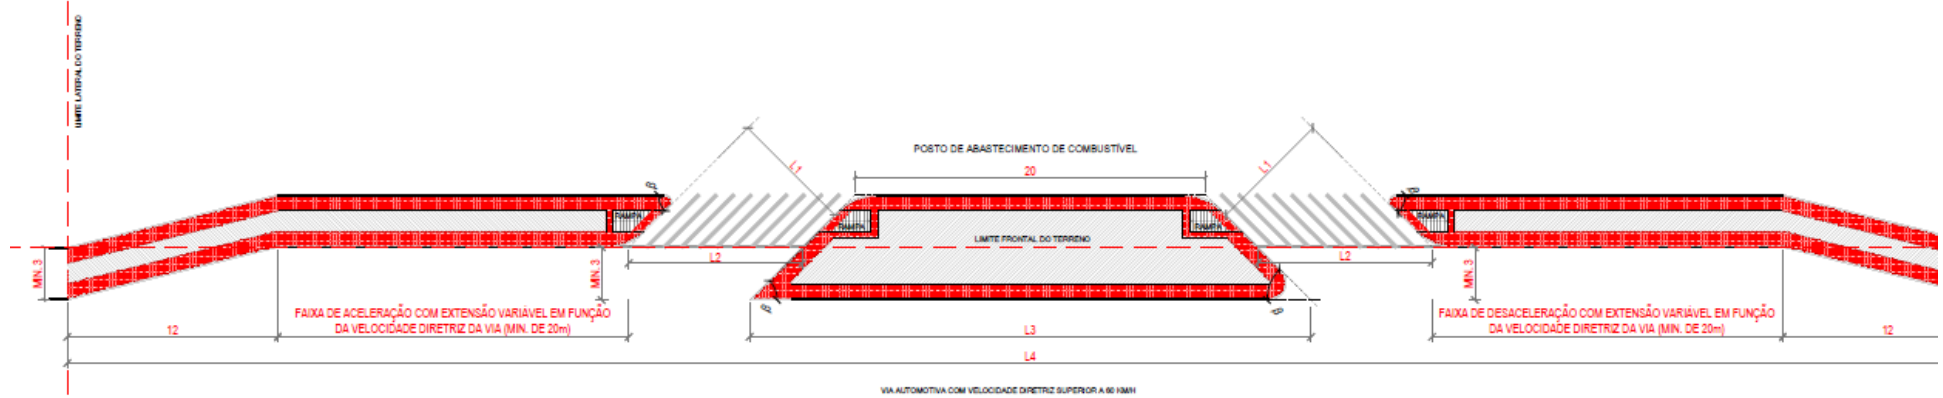 LIMITE LATERAL DO TERRENO
POSTO DE ABASTECIMENTO DE COMBUSTÍVEL
L1
20
L1
β
β
RAMPA
RAMPA
RAMPA
RAMPA
LIMITE FRONTAL DO TERRENO
MIN. 3
L2
MIN. 3
L2
MIN. 3
β
β
FAIXA DE ACELERAÇÃO COM EXTENSÃO VARIÁVEL EM FUNÇÃO
DA VELOCIDADE DIRETRIZ DA VIA (MIN. DE 20m)
FAIXA DE DESACELERAÇÃO COM EXTENSÃO VARIÁVEL EM FUNÇÃO
DA VELOCIDADE DIRETRIZ DA VIA (MIN. DE 20m)
12
L3
12
L4
VIA AUTOMOTIVA COM VELOCIDADE DIRETRIZ SUPERIOR A 60 KM/H